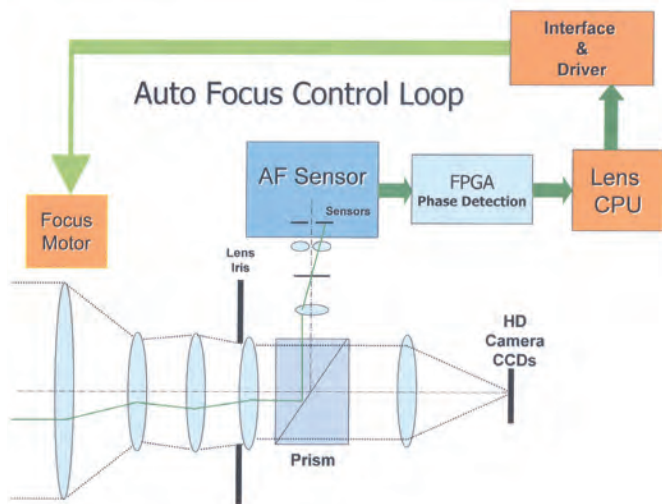 Interface
&
Driver
Auto Focus Control Loop
AF Sensor
Sensors
FPGA
Phase Detection
Lens
CPU
Focus
Motor
Lens
Iris
HD
Camera
CCDs
Prism